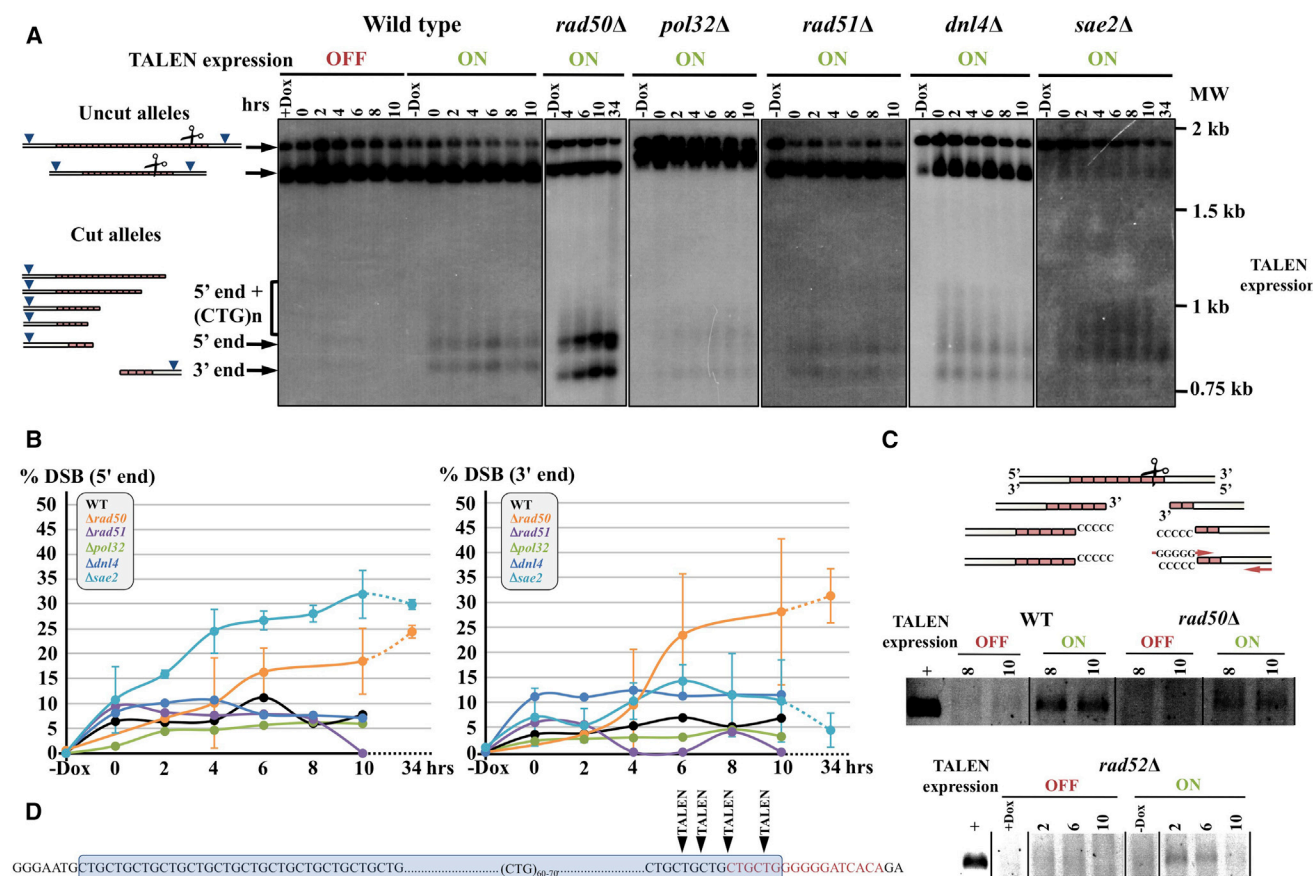 A
Wild type rad50Δ pol32Δ rad51Δ dnl4Δ sae2Δ
TALEN expression OFF ON ON ON ON ON ON
hrs +Dox 0 2 4 6 8 10 -Dox 0 2 4 6 8 10 -Dox 4 6 10 34 -Dox 0 2 4 6 8 10 -Dox 0 2 4 6 8 10 -Dox 0 2 4 6 8 10 -Dox 0 2 4 6 8 10 34 MW
Uncut alleles
2 kb
1.5 kb
Cut alleles
TALEN
expression
5' end +
(CTG)n
1 kb
5' end
3' end
0.75 kb
B
% DSB (5' end)
50
45
40
35
30
25
20
15
10
5
0
WT
Δrad50
Δrad51
Δpol32
Δdnl4
Δsae2
-Dox 0 2 4 6 8 10 34 hrs
% DSB (3' end)
50
45
40
35
30
25
20
15
10
5
0
WT
Δrad50
Δrad51
Δpol32
Δdnl4
Δsae2
-Dox 0 2 4 6 8 10 34 hrs
C
5' 3'
3' 5'
3' 3'
CCCCC CCCCC
CCCCC GGGGG
CCCCC
TALEN
expression
WT rad50Δ
OFF ON OFF ON
+ 8 10 8 10 8 10 8 10
TALEN
expression
rad52Δ
OFF ON
+ +Dox 2 6 10 -Dox 2 6 10
D
TALEN TALEN TALEN TALEN
GGGAATGCTGCTGCTGCTGCTGCTGCTGCTGCTGCTGCTG (CTG)60-70 CTGCTGCTGCTGCTGGGGGGATCACAGA